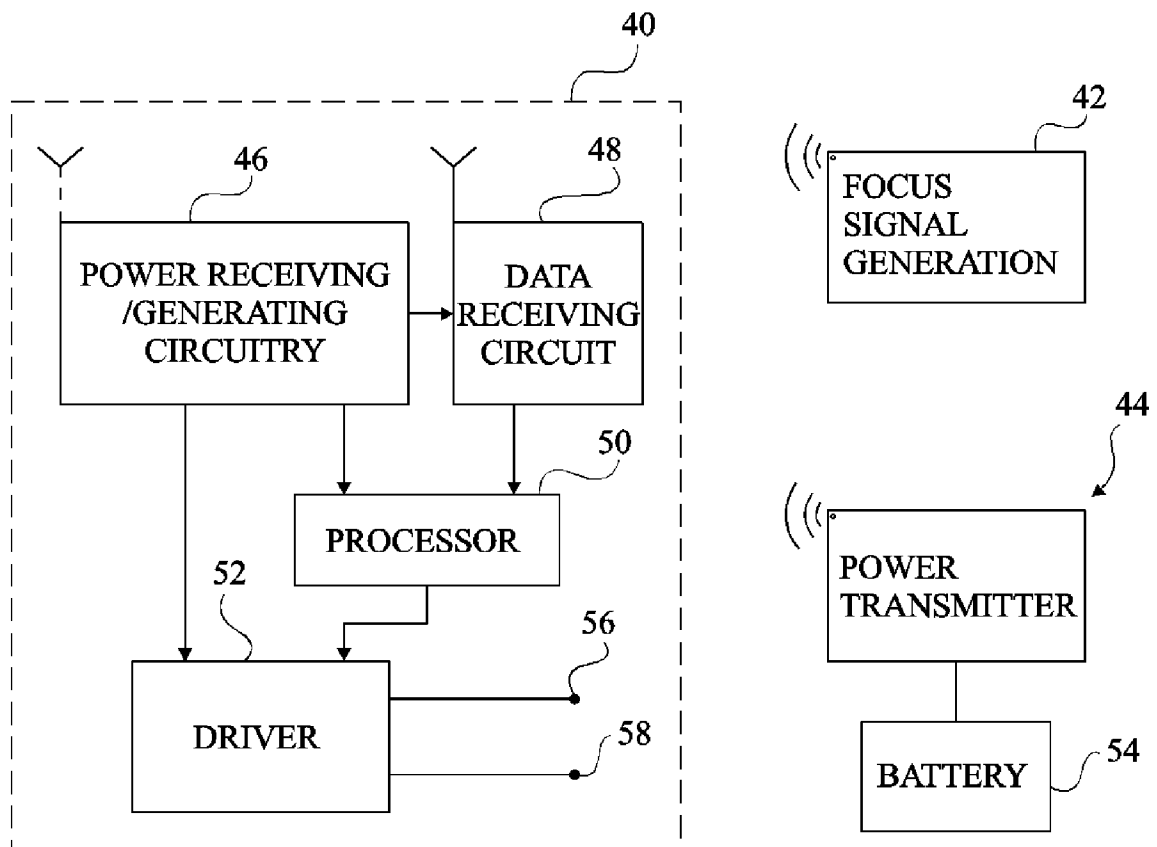 40
46
POWER RECEIVING
/GENERATING
CIRCUITRY
48
DATA
RECEIVING
CIRCUIT
50
PROCESSOR
52
DRIVER
56
58
42
FOCUS
SIGNAL
GENERATION
44
POWER
TRANSMITTER
BATTERY
54